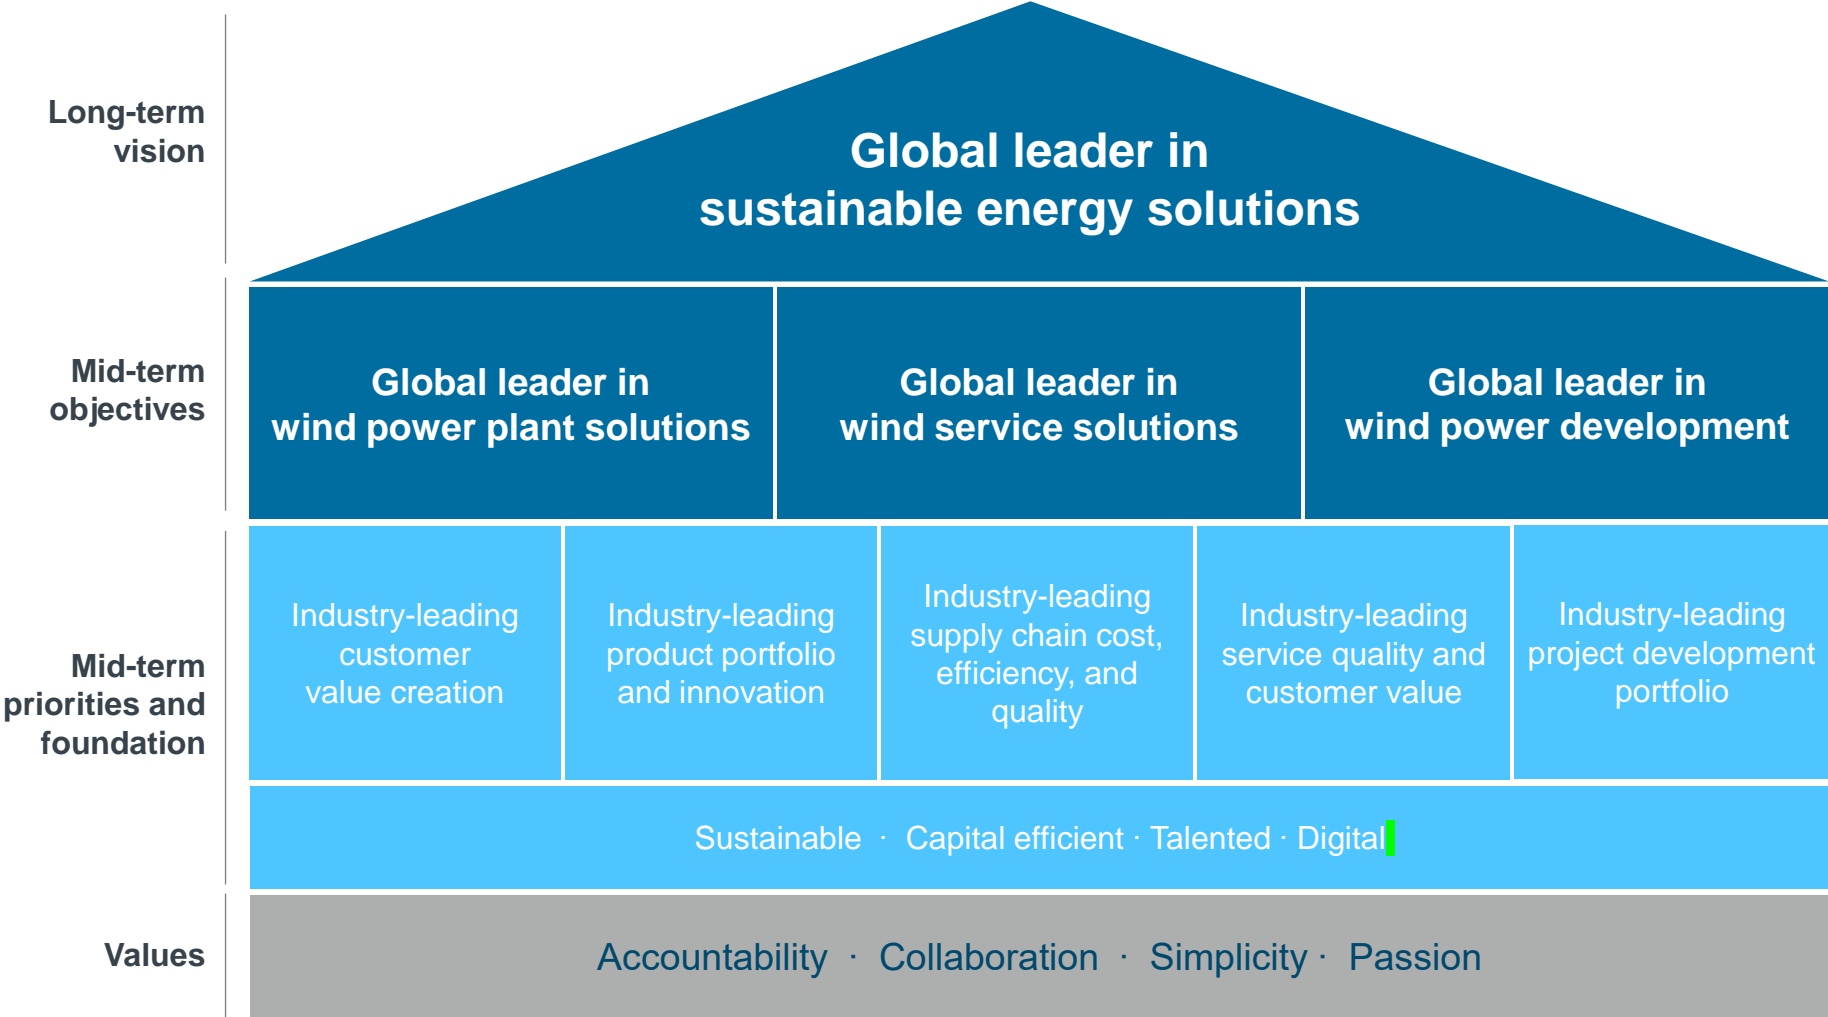 Long-term
vision
Global leader in
sustainable energy solutions
Mid-term
objectives
Global leader in
wind power plant solutions
Global leader in
wind service solutions
Global leader in
wind power development
Mid-term
priorities and
foundation
Industry-leading
customer
value creation
Industry-leading
product portfolio
and innovation
Industry-leading
supply chain cost,
efficiency, and
quality
Industry-leading
service quality and
customer value
Industry-leading
project development
portfolio
Sustainable · Capital efficient · Talented · Digital
Values
Accountability · Collaboration · Simplicity · Passion